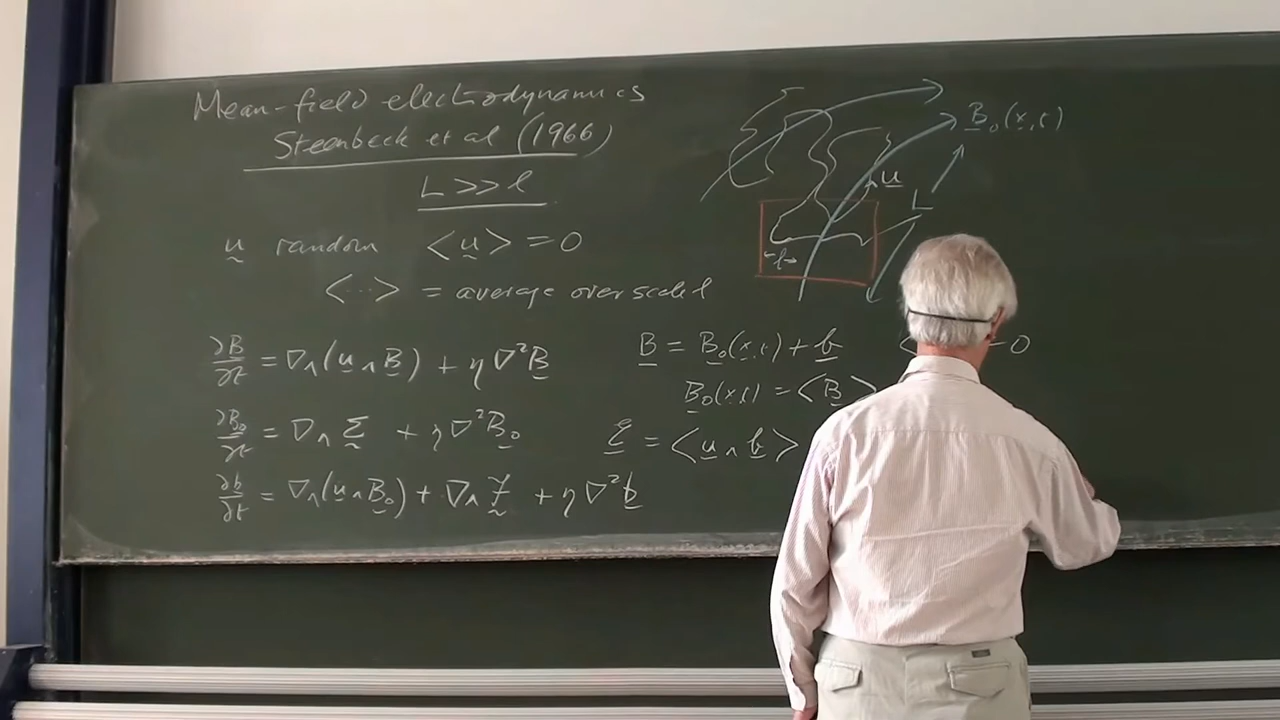 Mean-field electrodynamics
Steenbeck et al (1966)
L >> l
u random <u> = 0
<...> = average over scale l
∂B/∂t = ∇∧(u∧B) + η∇²B
∂B₀/∂t = ∇∧ℰ + η∇²B₀
∂b/∂t = ∇∧(u∧B₀) + ∇∧ℱ + η∇²b
B₀(x,t)
u
L
l
B = B₀(x,t) + b
= 0
B₀(x,t) = <B>
ℰ = <u∧b>